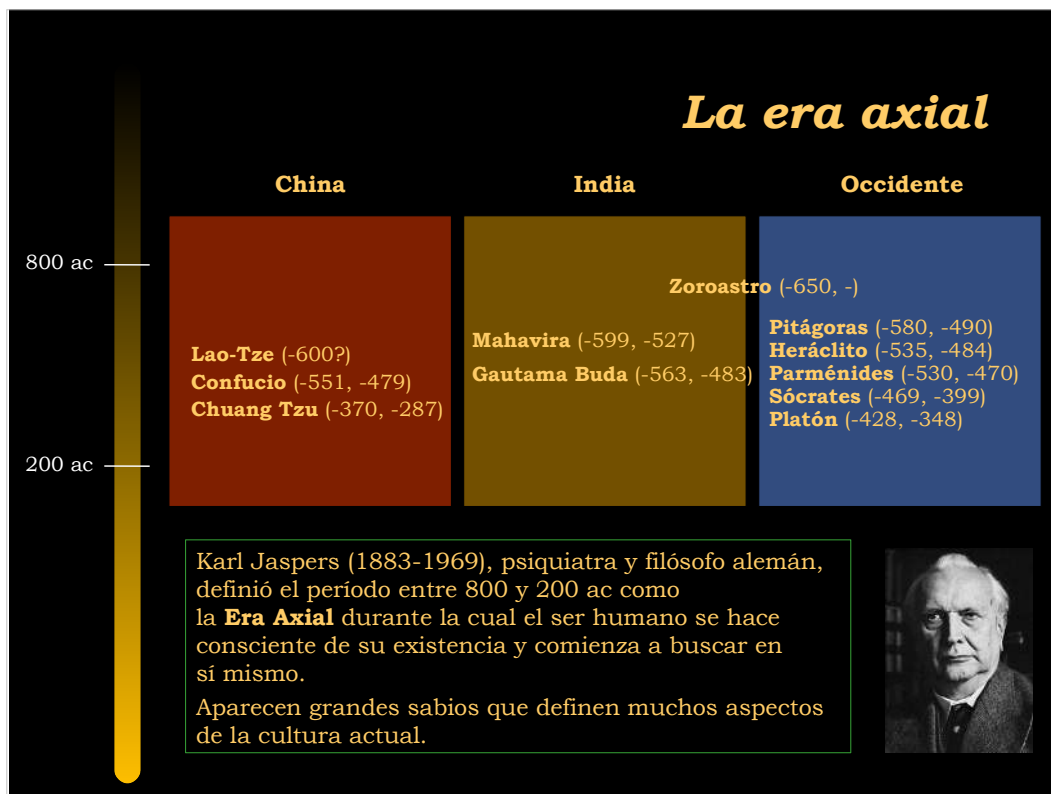 La era axial
China
India
Occidente
800 ac
Zoroastro (-650, -)
Lao-Tze (-600?)
Confucio (-551, -479)
Chuang Tzu (-370, -287)
Mahavira (-599, -527)
Gautama Buda (-563, -483)
Pitágoras (-580, -490)
Heráclito (-535, -484)
Parménides (-530, -470)
Sócrates (-469, -399)
Platón (-428, -348)
200 ac
Karl Jaspers (1883-1969), psiquiatra y filósofo alemán,
definió el período entre 800 y 200 ac como
la Era Axial durante la cual el ser humano se hace
consciente de su existencia y comienza a buscar en
sí mismo.
Aparecen grandes sabios que definen muchos aspectos
de la cultura actual.